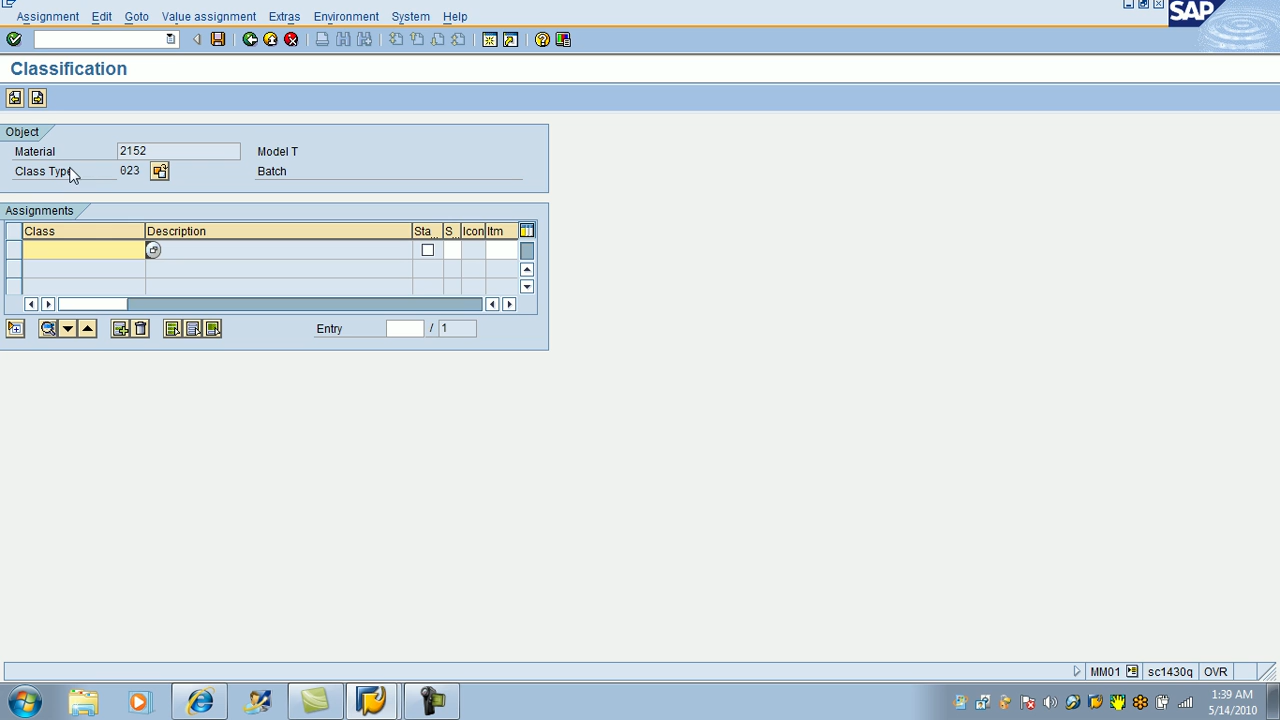 Assignment Edit Goto Value assignment Extras Environment System Help
SAP
Classification
Object
Material 2152 Model T
Class Type 023 Batch
Assignments
Class Description Sta.. S.. Icon Itm
Entry / 1
MM01 sc1430q OVR
1:39 AM
5/14/2010